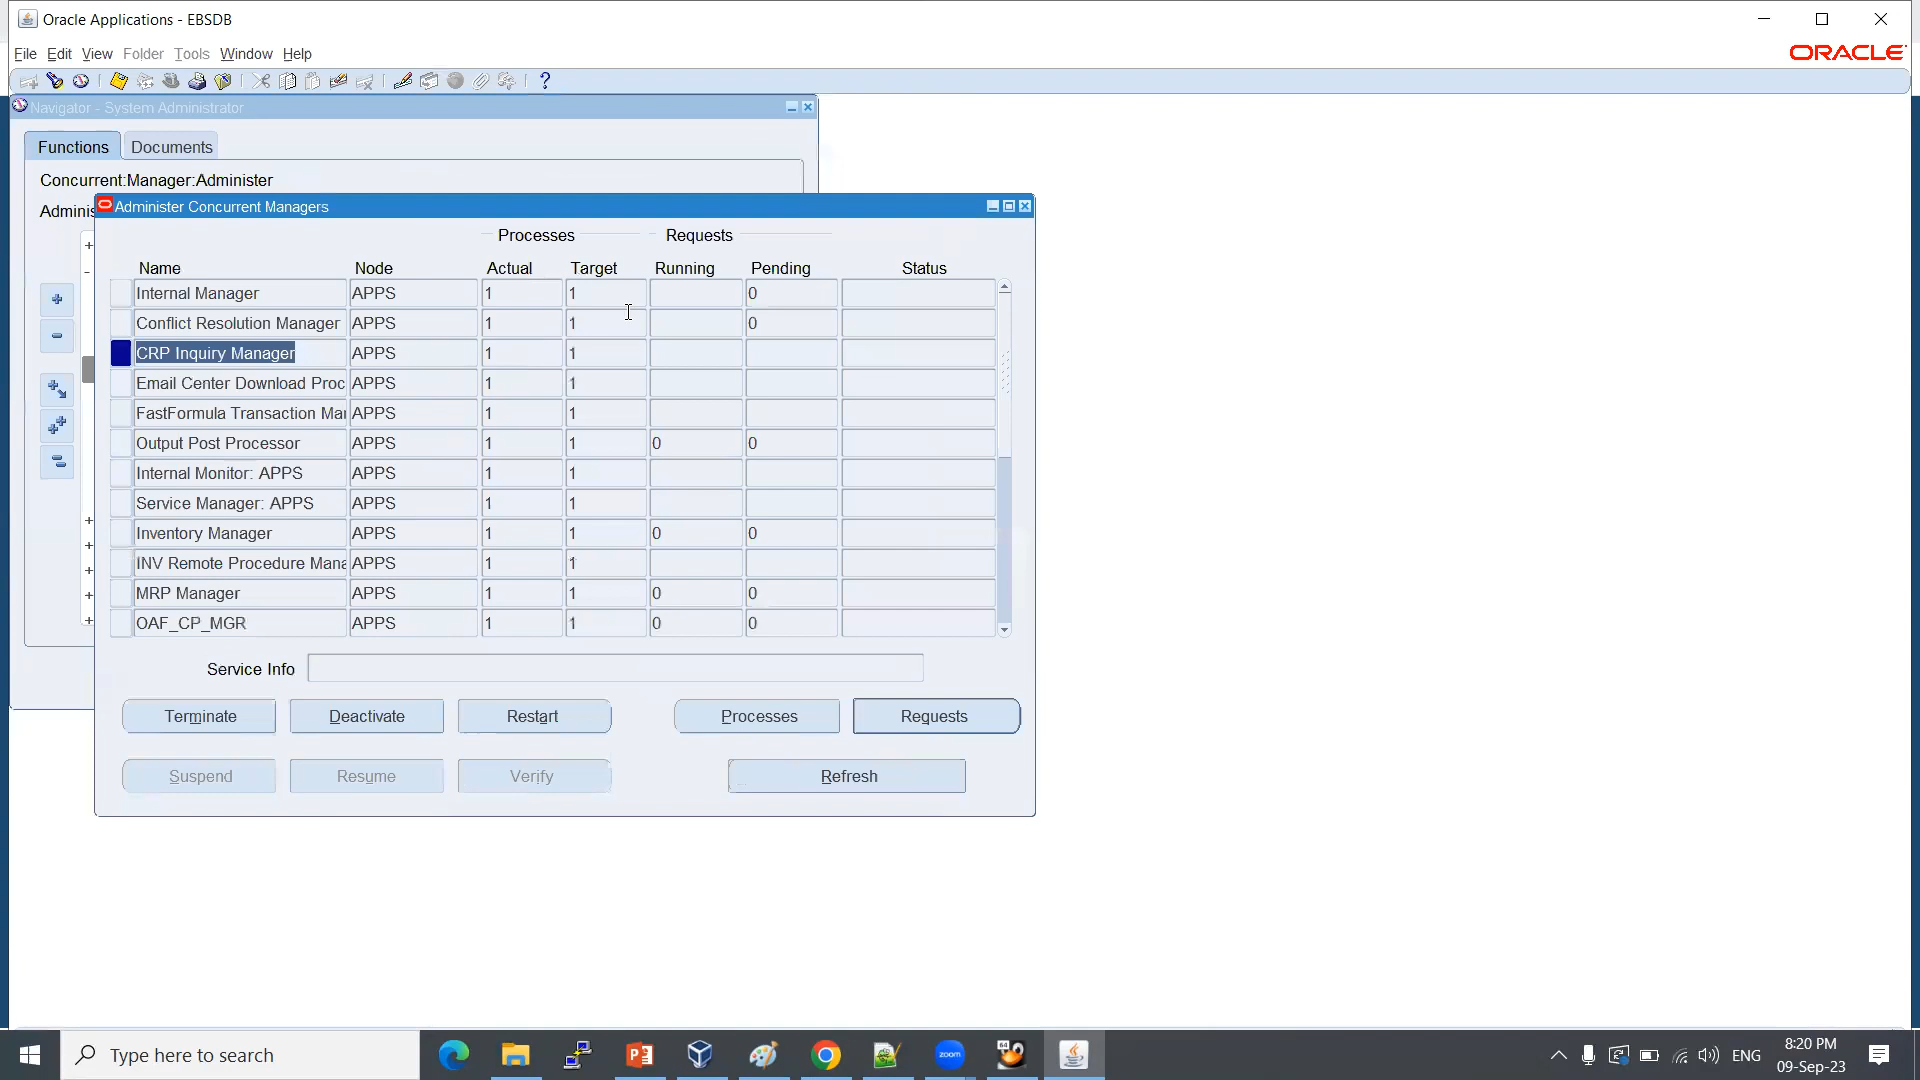 Oracle Applications - EBSDB
File Edit View Folder Tools Window Help
ORACLE
Navigator - System Administrator
Functions Documents
Concurrent:Manager:Administer
Adminis
Administer Concurrent Managers
Processes Requests
Name Node Actual Target Running Pending Status
Internal Manager APPS 1 1 0
Conflict Resolution Manager APPS 1 1 0
CRP Inquiry Manager APPS 1 1
Email Center Download Proc APPS 1 1
FastFormula Transaction Mar APPS 1 1
Output Post Processor APPS 1 1 0 0
Internal Monitor: APPS APPS 1 1
Service Manager: APPS APPS 1 1
Inventory Manager APPS 1 1 0 0
INV Remote Procedure Mana APPS 1 1
MRP Manager APPS 1 1 0 0
OAF_CP_MGR APPS 1 1 0 0
Service Info
Terminate Deactivate Restart Processes Requests
Suspend Resume Verify Refresh
Type here to search
zoom
64
ENG
8:20 PM
09-Sep-23